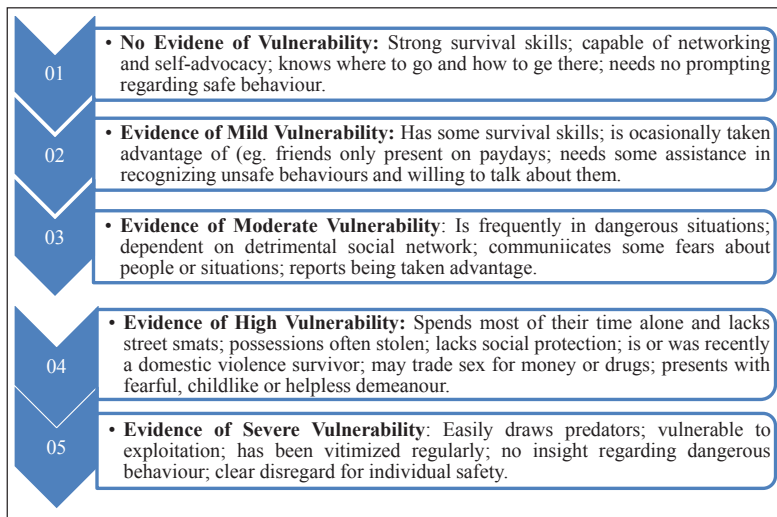 01
• No Evidene of Vulnerability: Strong survival skills; capable of networking
and self-advocacy; knows where to go and how to ge there; needs no prompting
regarding safe behaviour.
02
• Evidence of Mild Vulnerability: Has some survival skills; is ocasionally taken
advantage of (eg. friends only present on paydays; needs some assistance in
recognizing unsafe behaviours and willing to talk about them.
03
• Evidence of Moderate Vulnerability: Is frequently in dangerous situations;
dependent on detrimental social network; communiicates some fears about
people or situations; reports being taken advantage.
04
• Evidence of High Vulnerability: Spends most of their time alone and lacks
street smats; possessions often stolen; lacks social protection; is or was recently
a domestic violence survivor; may trade sex for money or drugs; presents with
fearful, childlike or helpless demeanour.
05
• Evidence of Severe Vulnerability: Easily draws predators; vulnerable to
exploitation; has been vitimized regularly; no insight regarding dangerous
behaviour; clear disregard for individual safety.